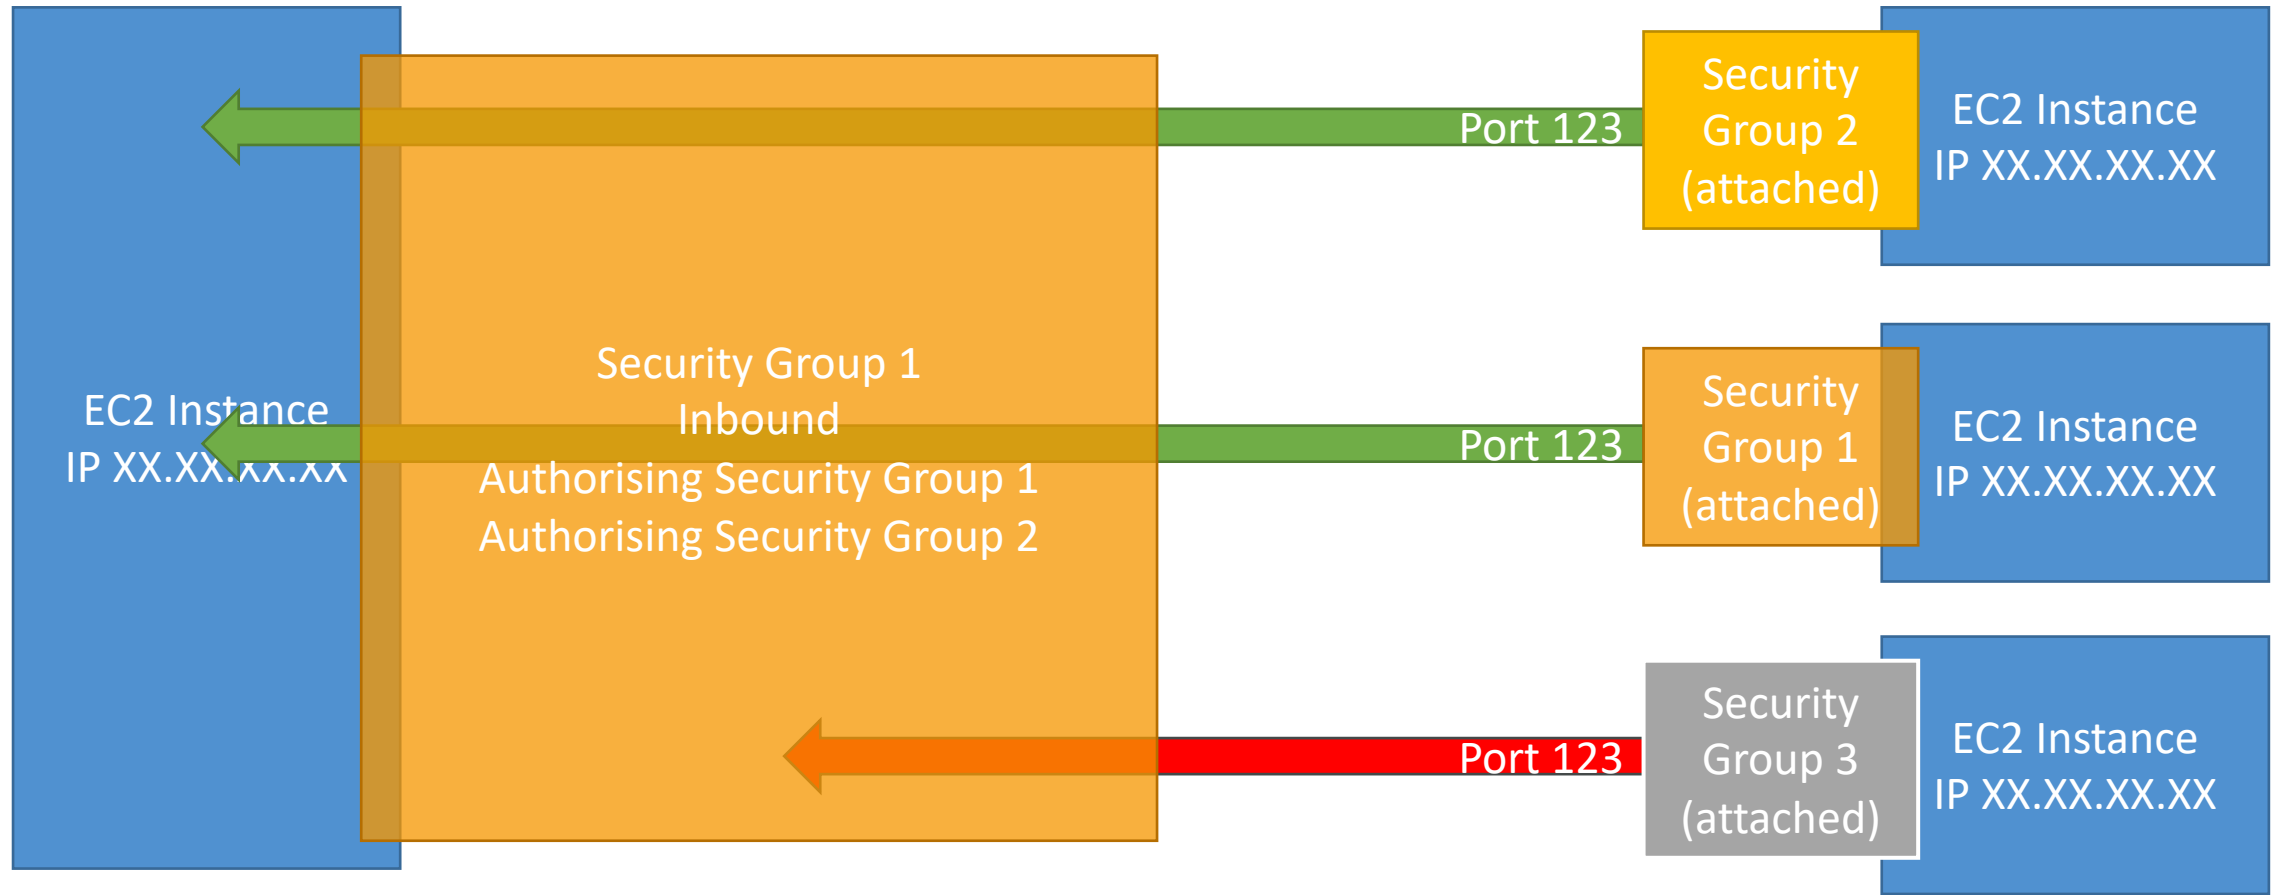 EC2 Instance
IP XX.XX.XX.XX
Security Group 1
Inbound
Authorising Security Group 1
Authorising Security Group 2
Port 123
Security
Group 2
(attached)
EC2 Instance
IP XX.XX.XX.XX
Port 123
Security
Group 1
(attached)
EC2 Instance
IP XX.XX.XX.XX
Port 123
Security
Group 3
(attached)
EC2 Instance
IP XX.XX.XX.XX